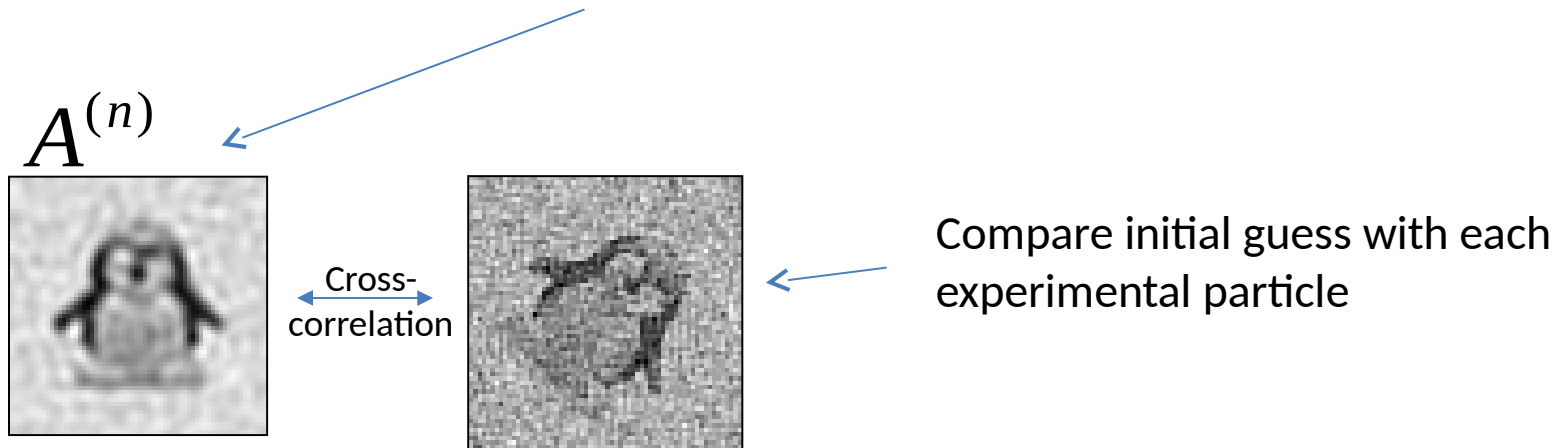 A^(n)
Cross-
correlation
Compare initial guess with each
experimental particle